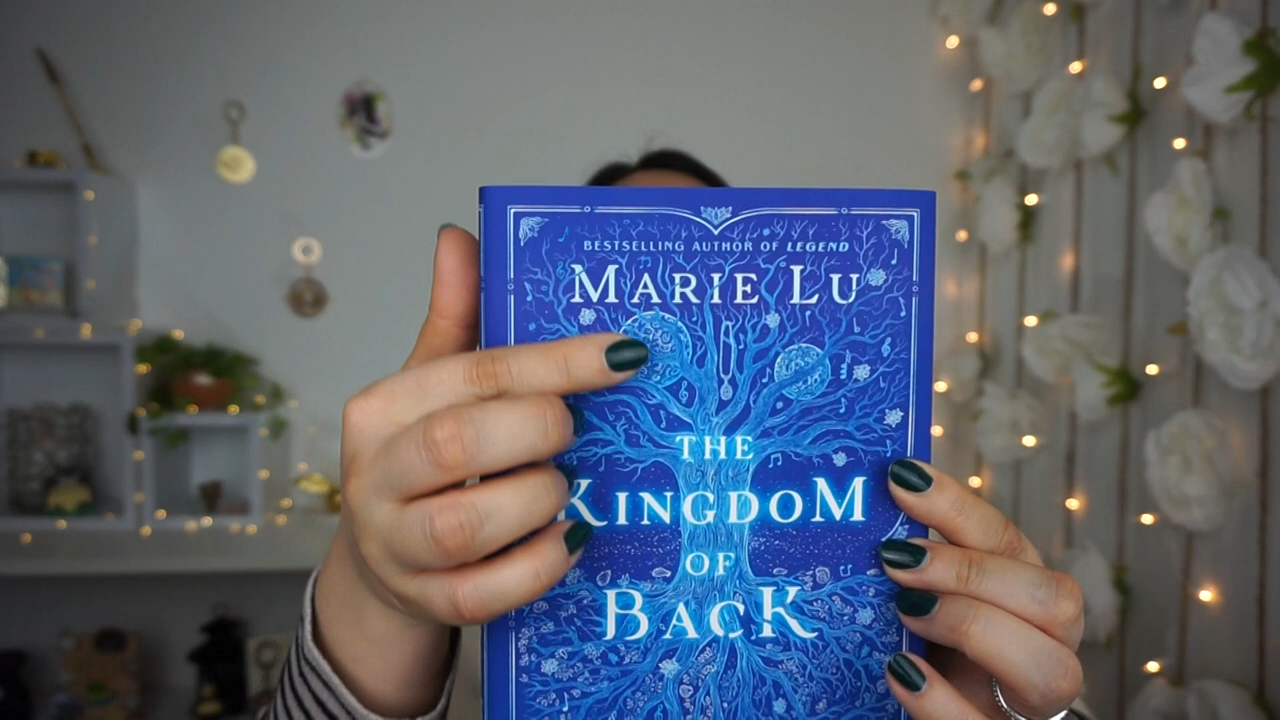 BESTSELLING AUTHOR OF LEGEND
MARIE LU
THE
KINGDOM
OF
BACK